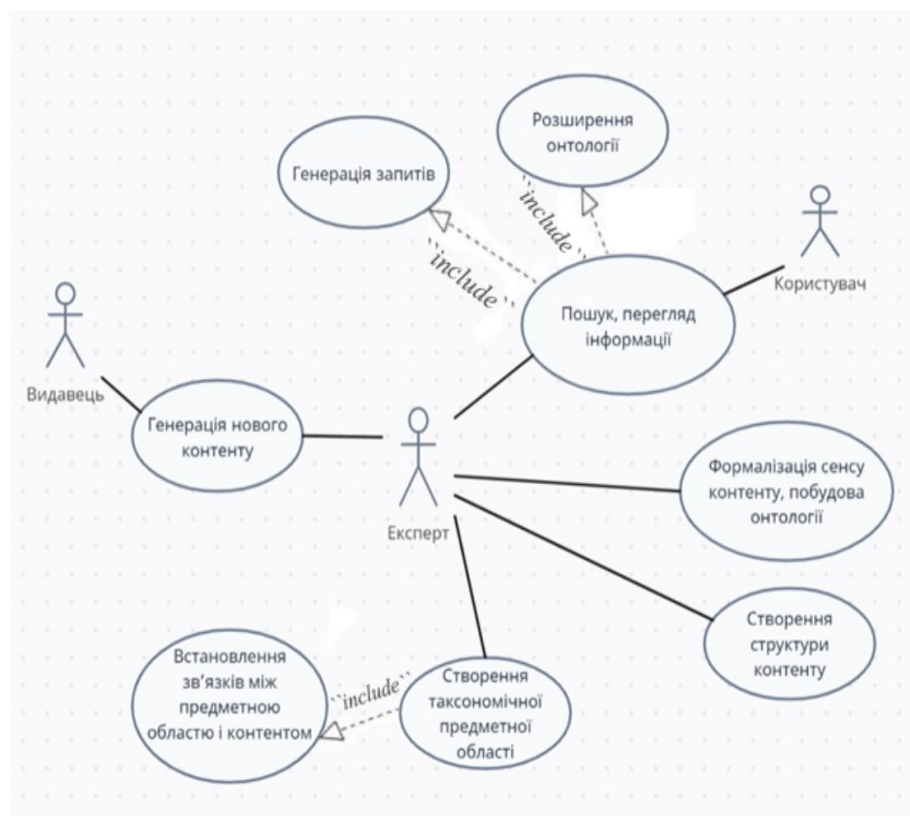 Розширення
онтології
Генерація запитів
``include``
``include``
Користувач
Пошук, перегляд
інформації
Видавець
Генерація нового
контенту
Експерт
Формалізація сенсу
контенту, побудова
онтології
Створення
структури
контенту
Встановлення
зв’язків між
предметною
областю і контентом
``include``
Створення
таксономічної
предметної
області